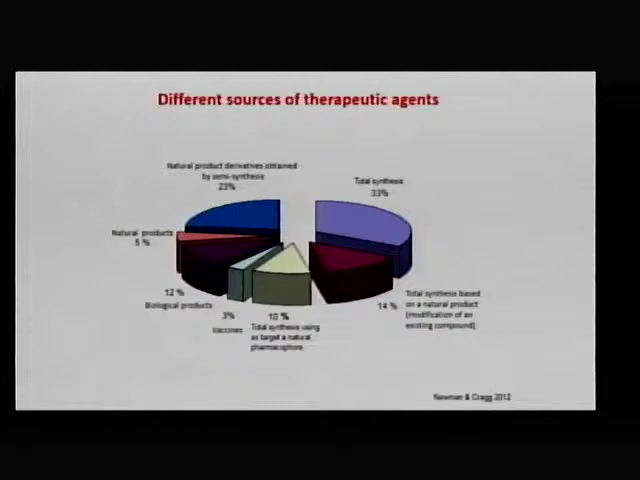 Different sources of therapeutic agents
Natural product derivatives obtained
by semi-synthesis
23%
Total synthesis
33%
Natural products
5 %
12 %
Biological products
3%
Vaccines
10 %
Total synthesis using
as target a natural
pharmacophore
14 %
Total synthesis based
on a natural product
(modification of an
existing compound)
Newman & Cragg 2012